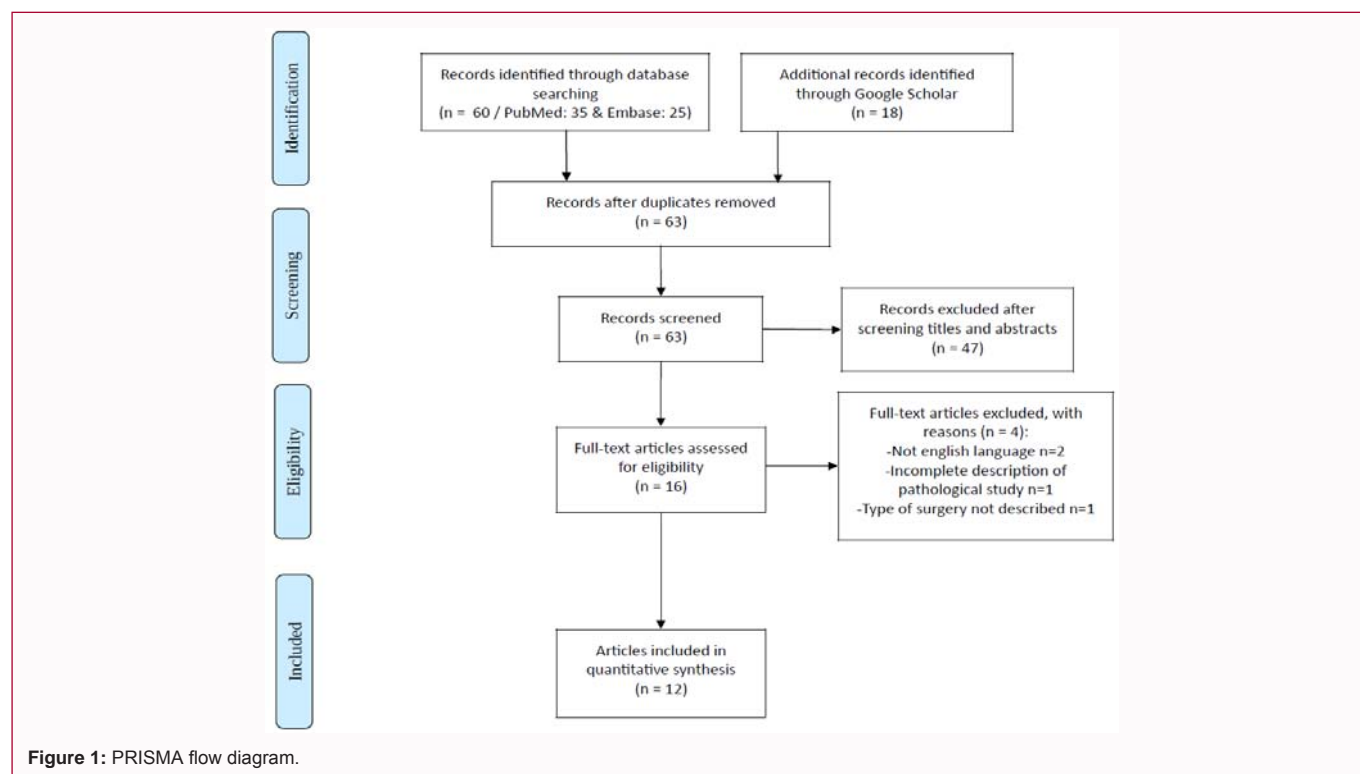 Identification
Records identified through database
searching
(n = 60 / PubMed: 35 & Embase: 25)
Additional records identified
through Google Scholar
(n = 18)
Records after duplicates removed
(n = 63)
Screening
Records screened
(n = 63)
Records excluded after
screening titles and abstracts
(n = 47)
Eligibility
Full-text articles assessed
for eligibility
(n = 16)
Full-text articles excluded, with
reasons (n = 4):
-Not english language n=2
-Incomplete description of
pathological study n=1
-Type of surgery not described n=1
Included
Articles included in
quantitative synthesis
(n = 12)
Figure 1: PRISMA flow diagram.